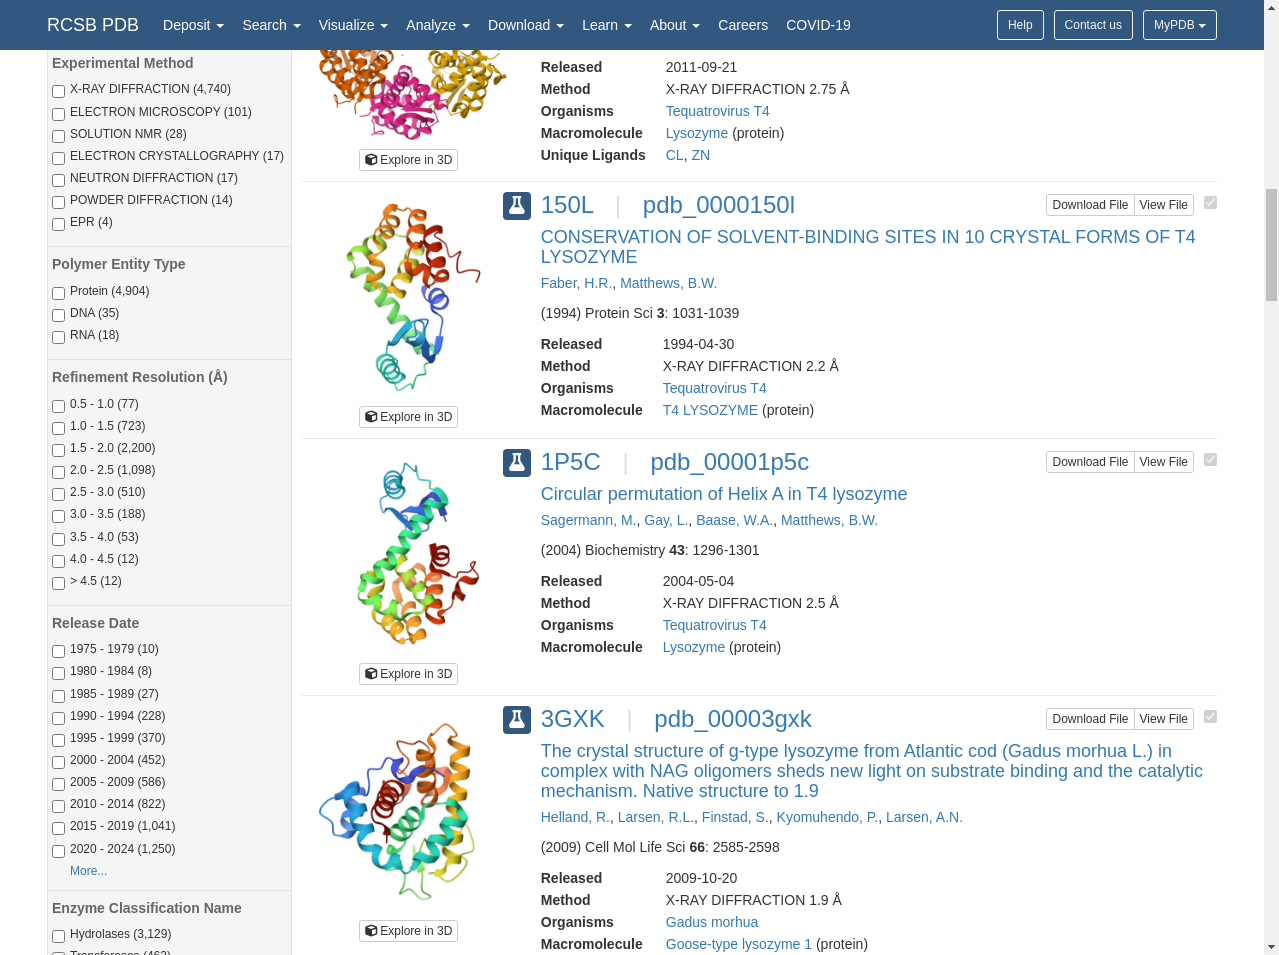 RCSB PDB Deposit Search Visualize Analyze Download Learn About Careers COVID-19 Help Contact us MyPDB
Experimental Method
X-RAY DIFFRACTION (4,740)
ELECTRON MICROSCOPY (101)
SOLUTION NMR (28)
ELECTRON CRYSTALLOGRAPHY (17)
NEUTRON DIFFRACTION (17)
POWDER DIFFRACTION (14)
EPR (4)
Polymer Entity Type
Protein (4,904)
DNA (35)
RNA (18)
Refinement Resolution (Å)
0.5 - 1.0 (77)
1.0 - 1.5 (723)
1.5 - 2.0 (2,200)
2.0 - 2.5 (1,098)
2.5 - 3.0 (510)
3.0 - 3.5 (188)
3.5 - 4.0 (53)
4.0 - 4.5 (12)
> 4.5 (12)
Release Date
1975 - 1979 (10)
1980 - 1984 (8)
1985 - 1989 (27)
1990 - 1994 (228)
1995 - 1999 (370)
2000 - 2004 (452)
2005 - 2009 (586)
2010 - 2014 (822)
2015 - 2019 (1,041)
2020 - 2024 (1,250)
More...
Enzyme Classification Name
Hydrolases (3,129)
Transferases (463)
Released 2011-09-21
Method X-RAY DIFFRACTION 2.75 Å
Organisms Tequatrovirus T4
Macromolecule Lysozyme (protein)
Unique Ligands CL, ZN
Explore in 3D
150L | pdb_0000150l Download File View File
CONSERVATION OF SOLVENT-BINDING SITES IN 10 CRYSTAL FORMS OF T4
LYSOZYME
Faber, H.R., Matthews, B.W.
(1994) Protein Sci 3: 1031-1039
Released 1994-04-30
Method X-RAY DIFFRACTION 2.2 Å
Organisms Tequatrovirus T4
Macromolecule T4 LYSOZYME (protein)
Explore in 3D
1P5C | pdb_00001p5c Download File View File
Circular permutation of Helix A in T4 lysozyme
Sagermann, M., Gay, L., Baase, W.A., Matthews, B.W.
(2004) Biochemistry 43: 1296-1301
Released 2004-05-04
Method X-RAY DIFFRACTION 2.5 Å
Organisms Tequatrovirus T4
Macromolecule Lysozyme (protein)
Explore in 3D
3GXK | pdb_00003gxk Download File View File
The crystal structure of g-type lysozyme from Atlantic cod (Gadus morhua L.) in
complex with NAG oligomers sheds new light on substrate binding and the catalytic
mechanism. Native structure to 1.9
Helland, R., Larsen, R.L., Finstad, S., Kyomuhendo, P., Larsen, A.N.
(2009) Cell Mol Life Sci 66: 2585-2598
Released 2009-10-20
Method X-RAY DIFFRACTION 1.9 Å
Organisms Gadus morhua
Macromolecule Goose-type lysozyme 1 (protein)
Explore in 3D